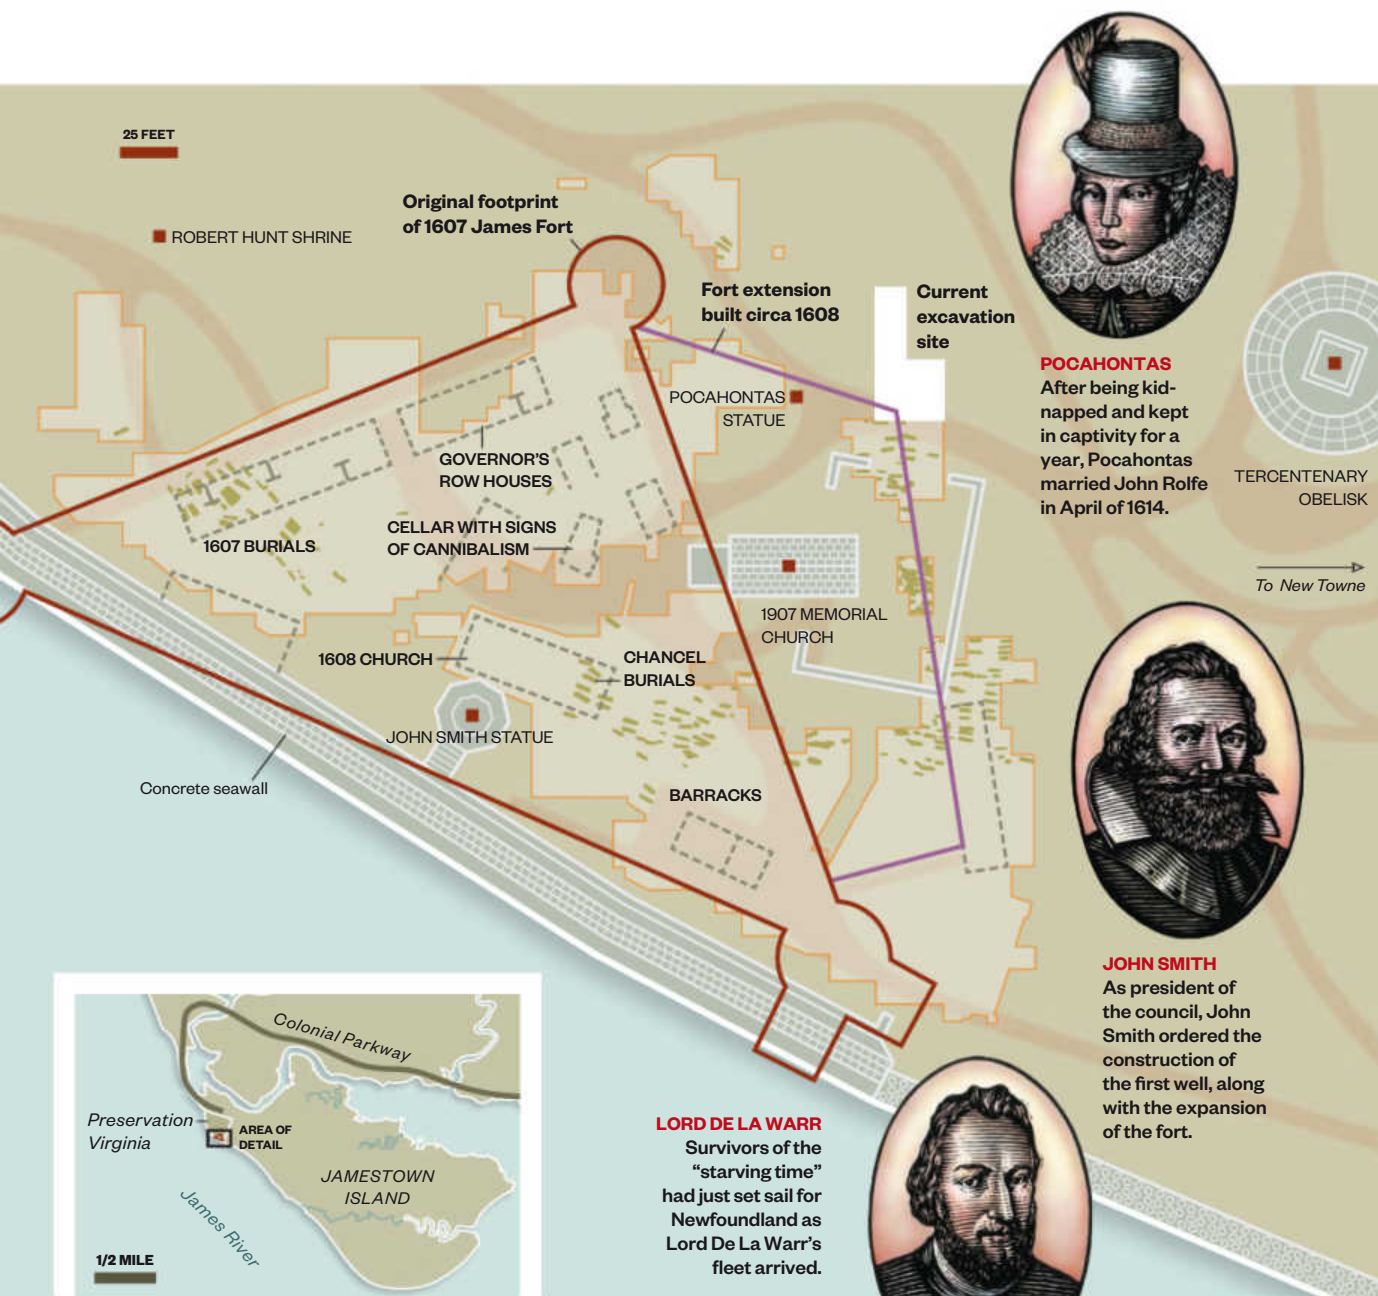 25 FEET
ROBERT HUNT SHRINE
Original footprint
of 1607 James Fort
Fort extension
built circa 1608
Current
excavation
site
POCAHONTAS
STATUE
POCAHONTAS
After being kid-
napped and kept
in captivity for a
year, Pocahontas
married John Rolfe
in April of 1614.
TERCENTENARY
OBELISK
To New Towne
GOVERNOR'S
ROW HOUSES
CELLAR WITH SIGNS
OF CANNIBALISM
1607 BURIALS
1907 MEMORIAL
CHURCH
1608 CHURCH
CHANCEL
BURIALS
JOHN SMITH STATUE
Concrete seawall
BARRACKS
JOHN SMITH
As president of
the council, John
Smith ordered the
construction of
the first well, along
with the expansion
of the fort.
LORD DE LA WARR
Survivors of the
“starving time”
had just set sail for
Newfoundland as
Lord De La Warr’s
fleet arrived.
Colonial Parkway
Preservation
Virginia
AREA OF
DETAIL
JAMESTOWN
ISLAND
James River
1/2 MILE